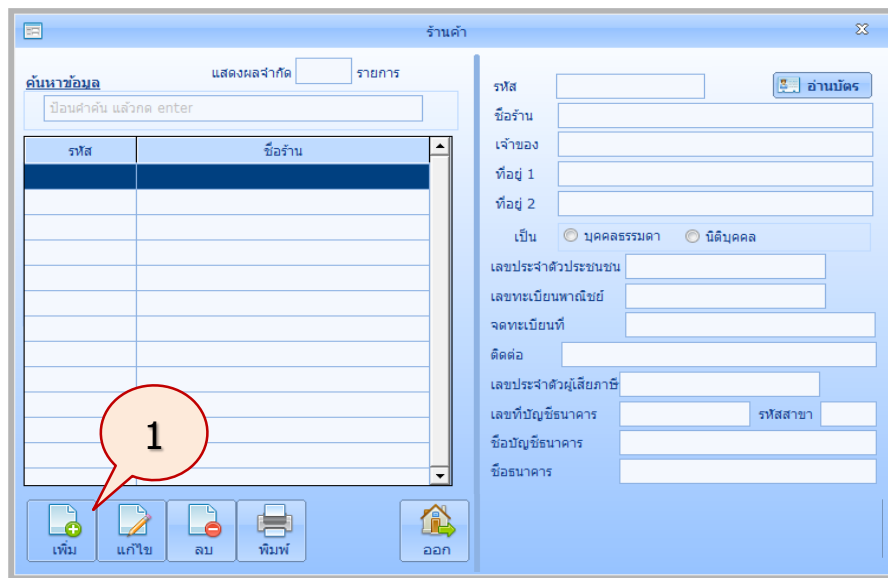 ร้านค้า
แสดงผลจำกัด รายการ
ค้นหาข้อมูล
ป้อนคำค้น แล้วกด enter
รหัส ชื่อร้าน
1
เพิ่ม แก้ไข ลบ พิมพ์ ออก
รหัส อ่านบัตร
ชื่อร้าน
เจ้าของ
ที่อยู่ 1
ที่อยู่ 2
เป็น บุคคลธรรมดา นิติบุคคล
เลขประจำตัวประชนชน
เลขทะเบียนพาณิชย์
จดทะเบียนที่
ติดต่อ
เลขประจำตัวผู้เสียภาษี
เลขที่บัญชีธนาคาร รหัสสาขา
ชื่อบัญชีธนาคาร
ชื่อธนาคาร